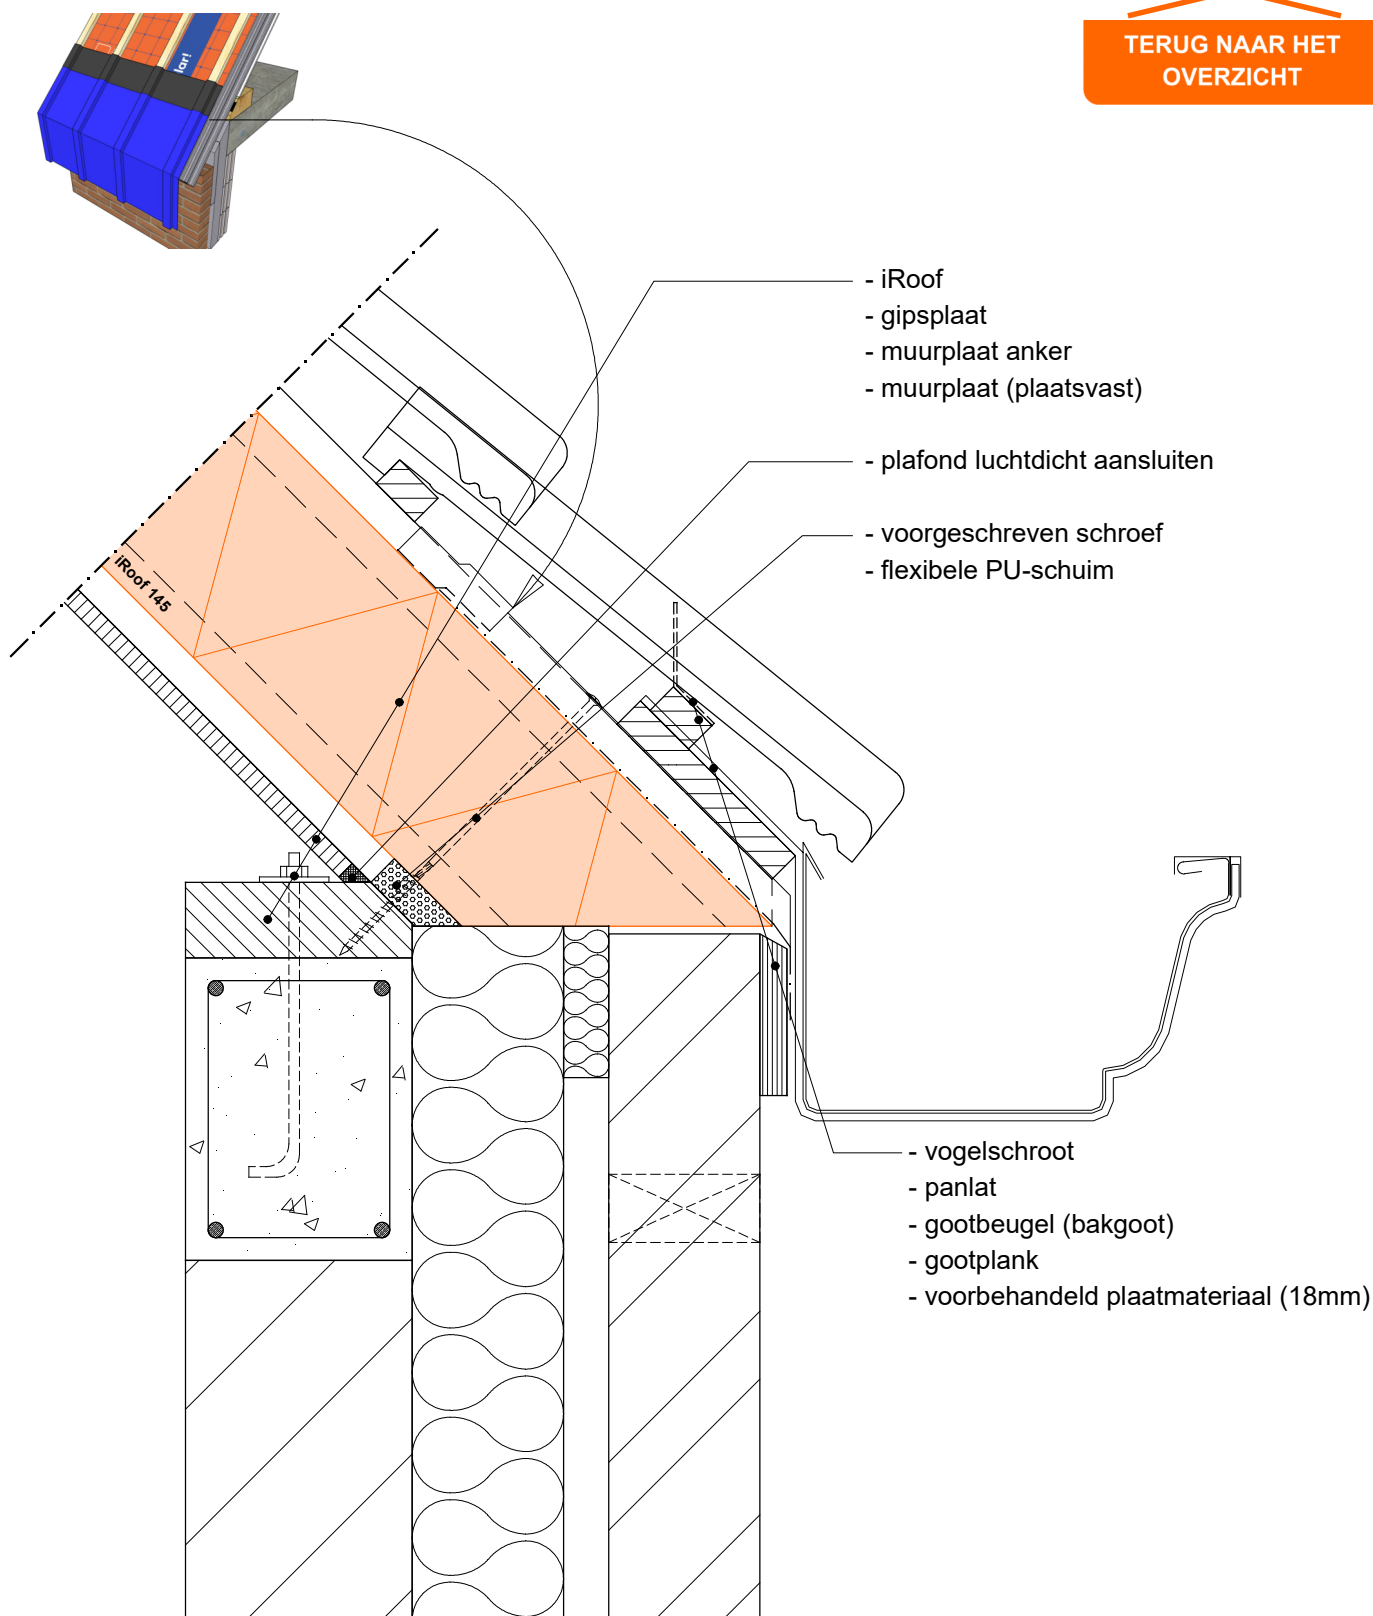 lar!
TERUG NAAR HET
OVERZICHT
- iRoof
- gipsplaat
- muurplaat anker
- muurplaat (plaatsvast)
- plafond luchtdicht aansluiten
- voorgeschreven schroef
- flexibele PU-schuim
iRoof 145
- vogelschroot
- panlat
- gootbeugel (bakgoot)
- gootplank
- voorbehandeld plaatmateriaal (18mm)